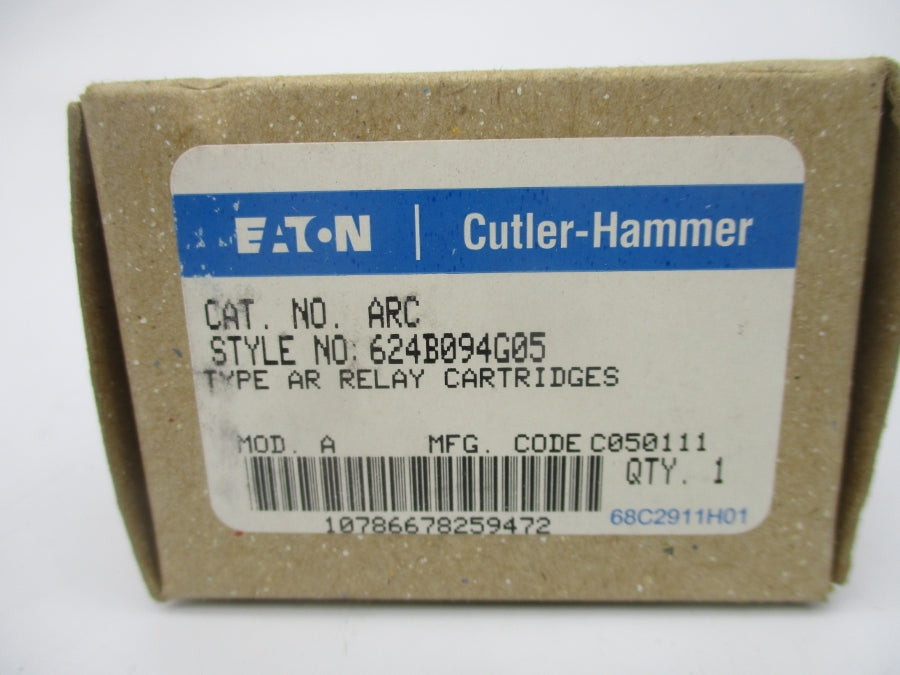 EATON | Cutler-Hammer
CAT. NO. ARC
STYLE NO: 624B094G05
TYPE AR RELAY CARTRIDGES
MOD. A MFG. CODE C050111
QTY. 1
10786678259472
68C2911H01